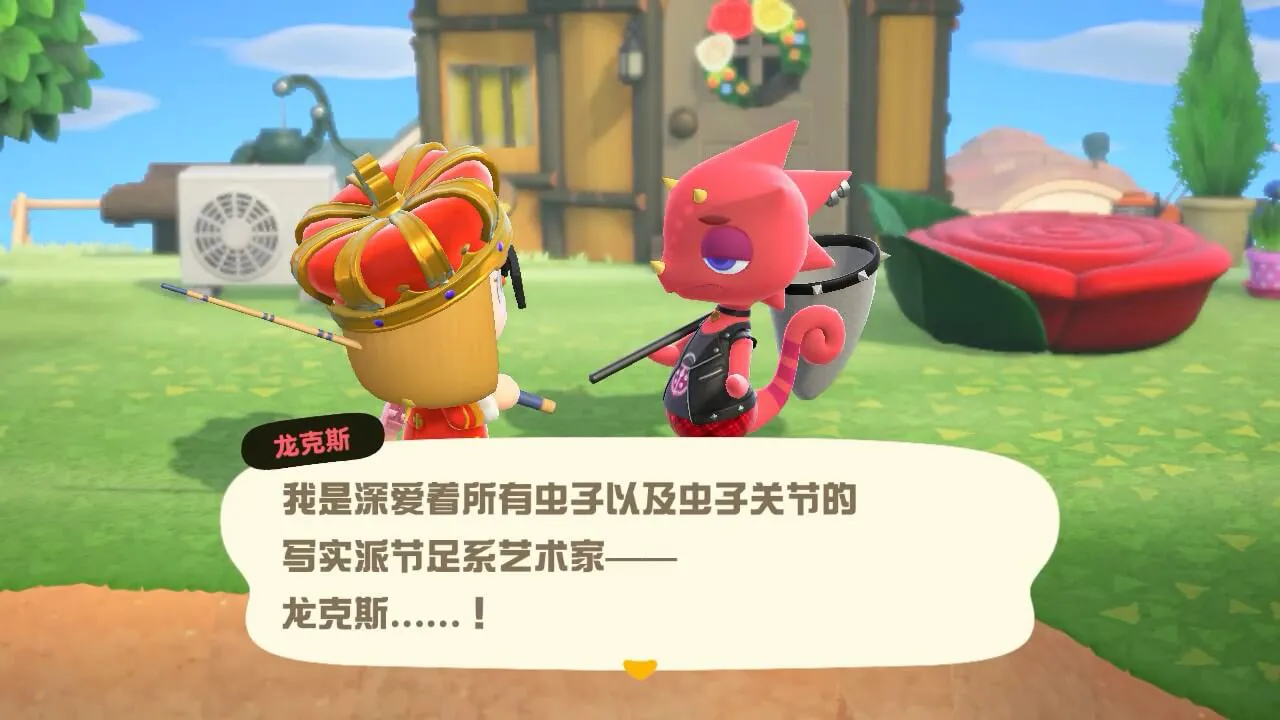 龙克斯
我是深爱着所有虫子以及虫子关节的
写实派节足系艺术家——
龙克斯……！